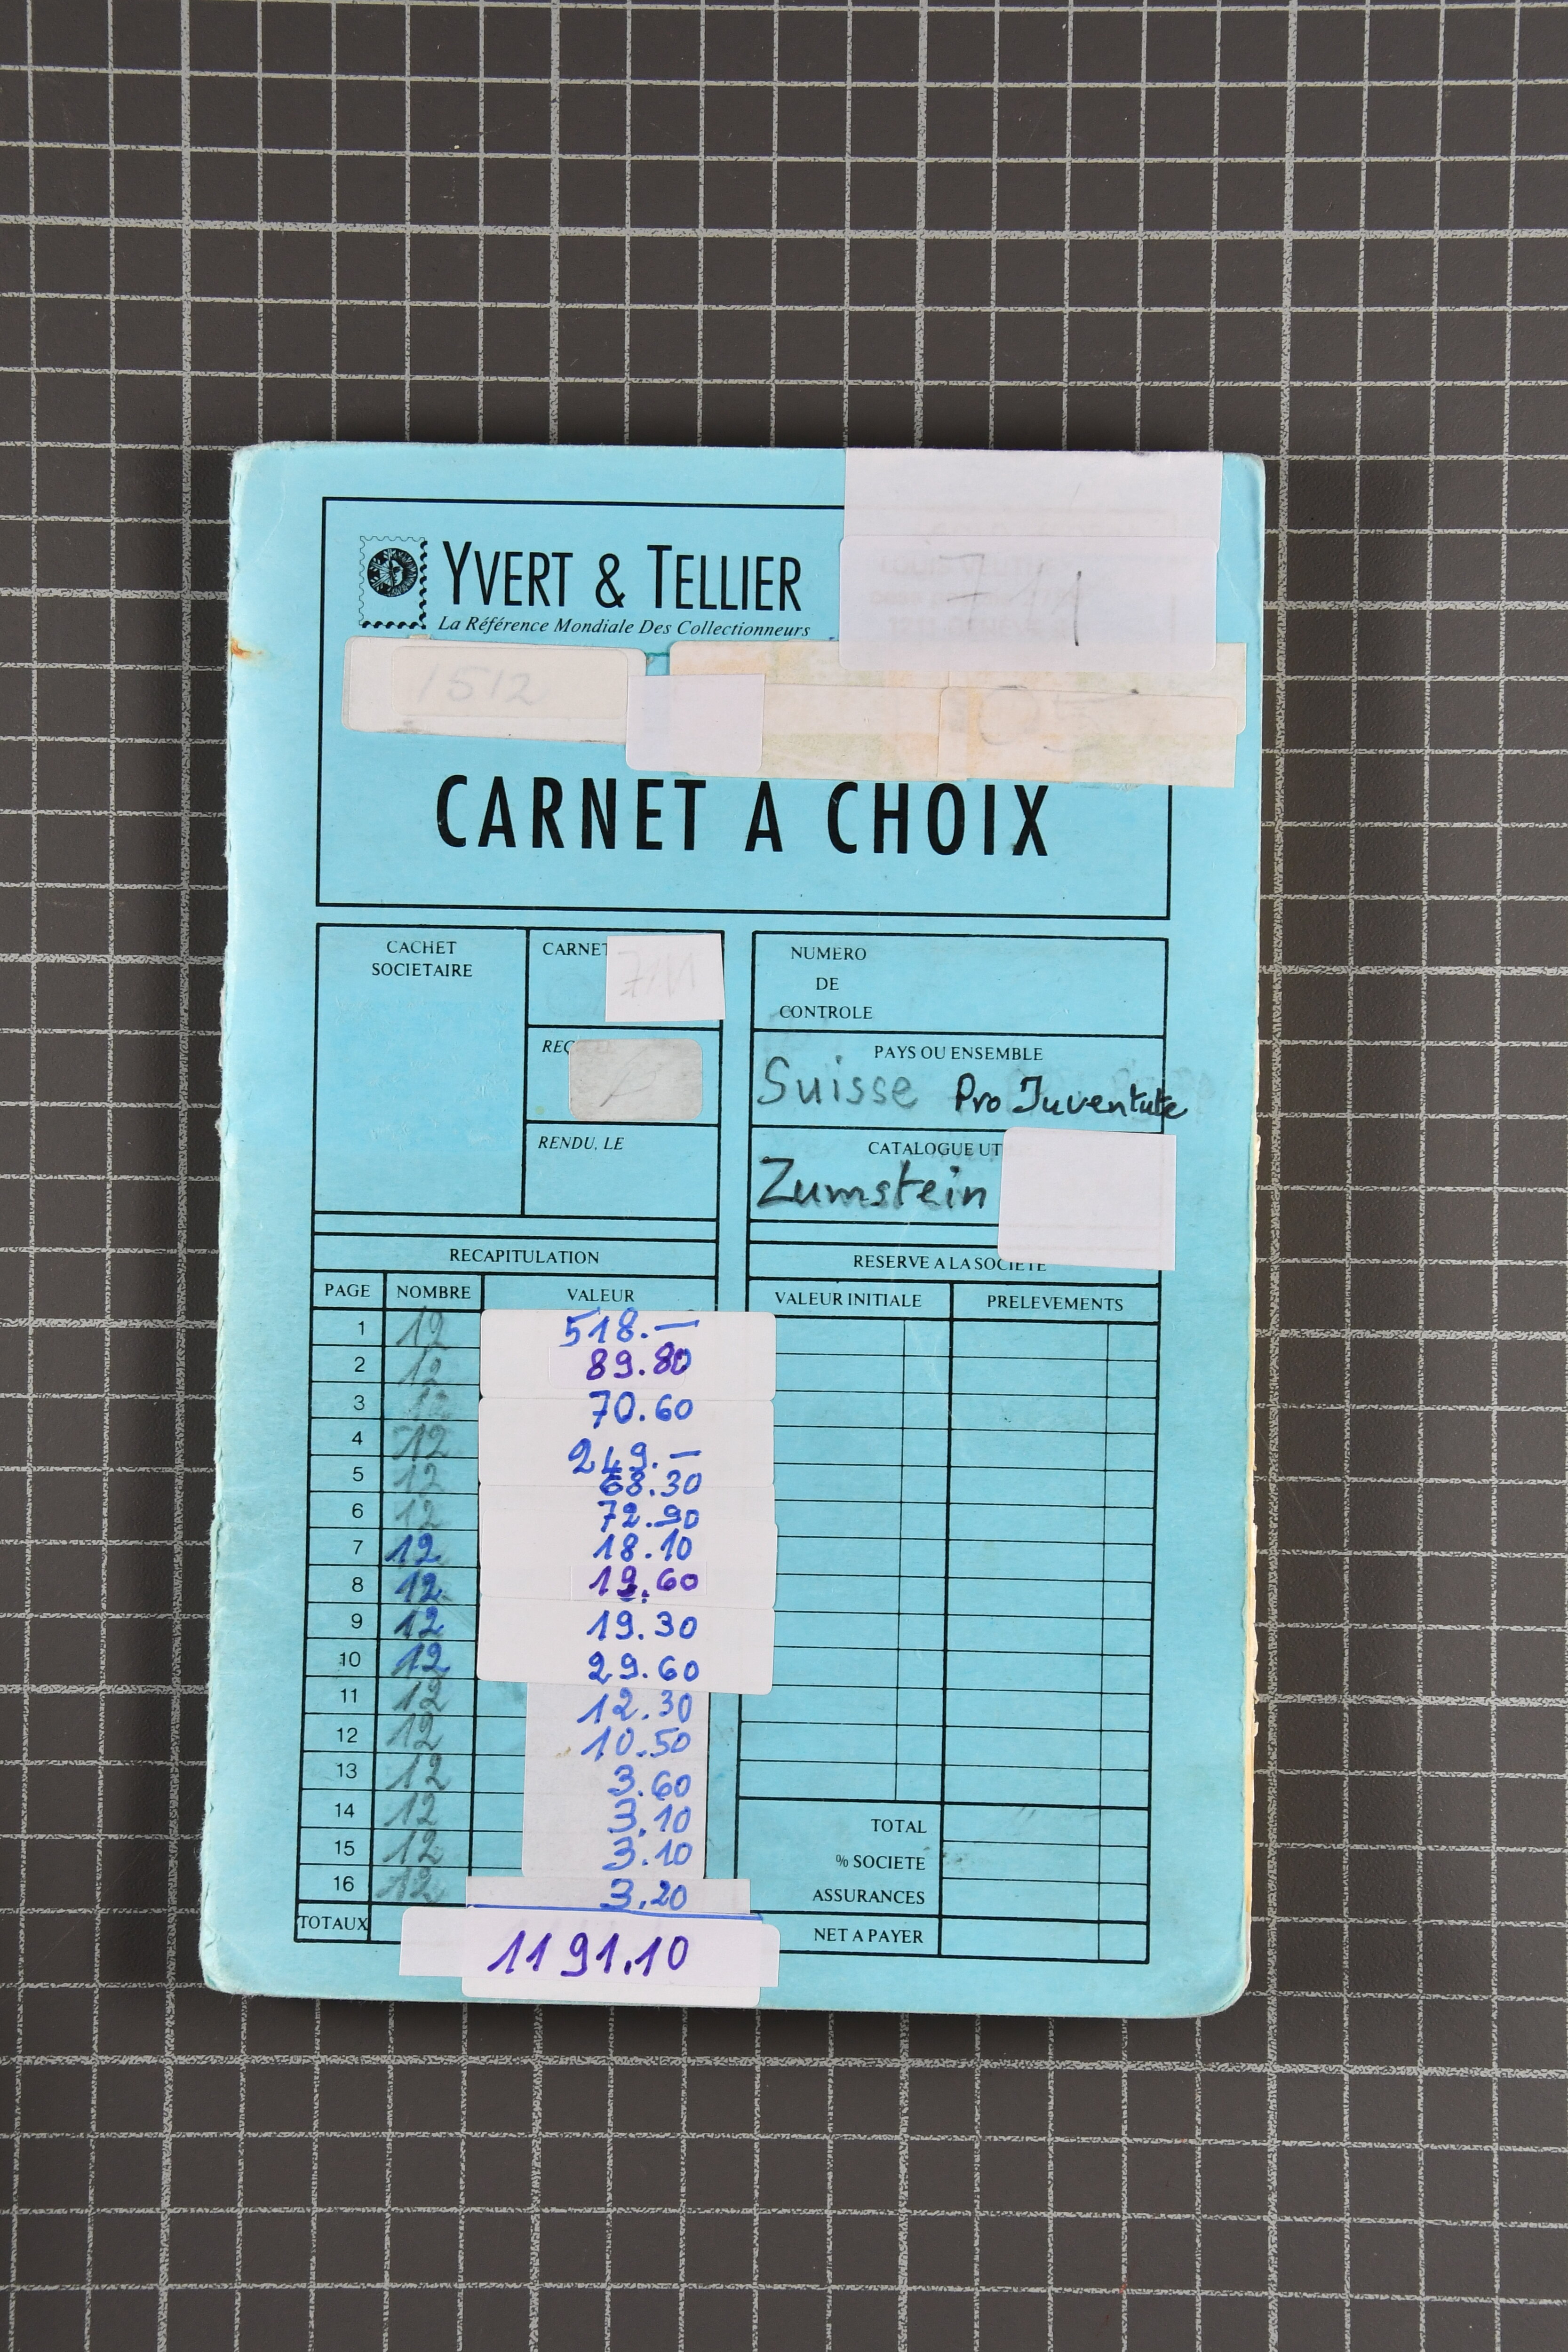 YVERT & TELLIER
La Référence Mondiale Des Collectionneurs
711
1512
CARNET A CHOIX
CACHET
SOCIETAIRE
CARNET
711
REÇ
RENDU, LE
NUMERO
DE
CONTROLE
PAYS OU ENSEMBLE
Suisse Pro Juventute
CATALOGUE UT
Zumstein
RECAPITULATION
PAGE NOMBRE VALEUR
1 12 518.—
2 12 89.80
3 12 70.60
4 12 249.—
5 12 68.30
6 12 72.90
7 12 18.10
8 12 19.60
9 12 19.30
10 12 29.60
11 12 12.30
12 12 10.50
13 12 3.60
14 12 3.10
15 12 3.10
16 12 3.20
TOTAUX 1191.10
RESERVE A LA SOCIETE
VALEUR INITIALE PRELEVEMENTS
TOTAL
% SOCIETE
ASSURANCES
NET A PAYER